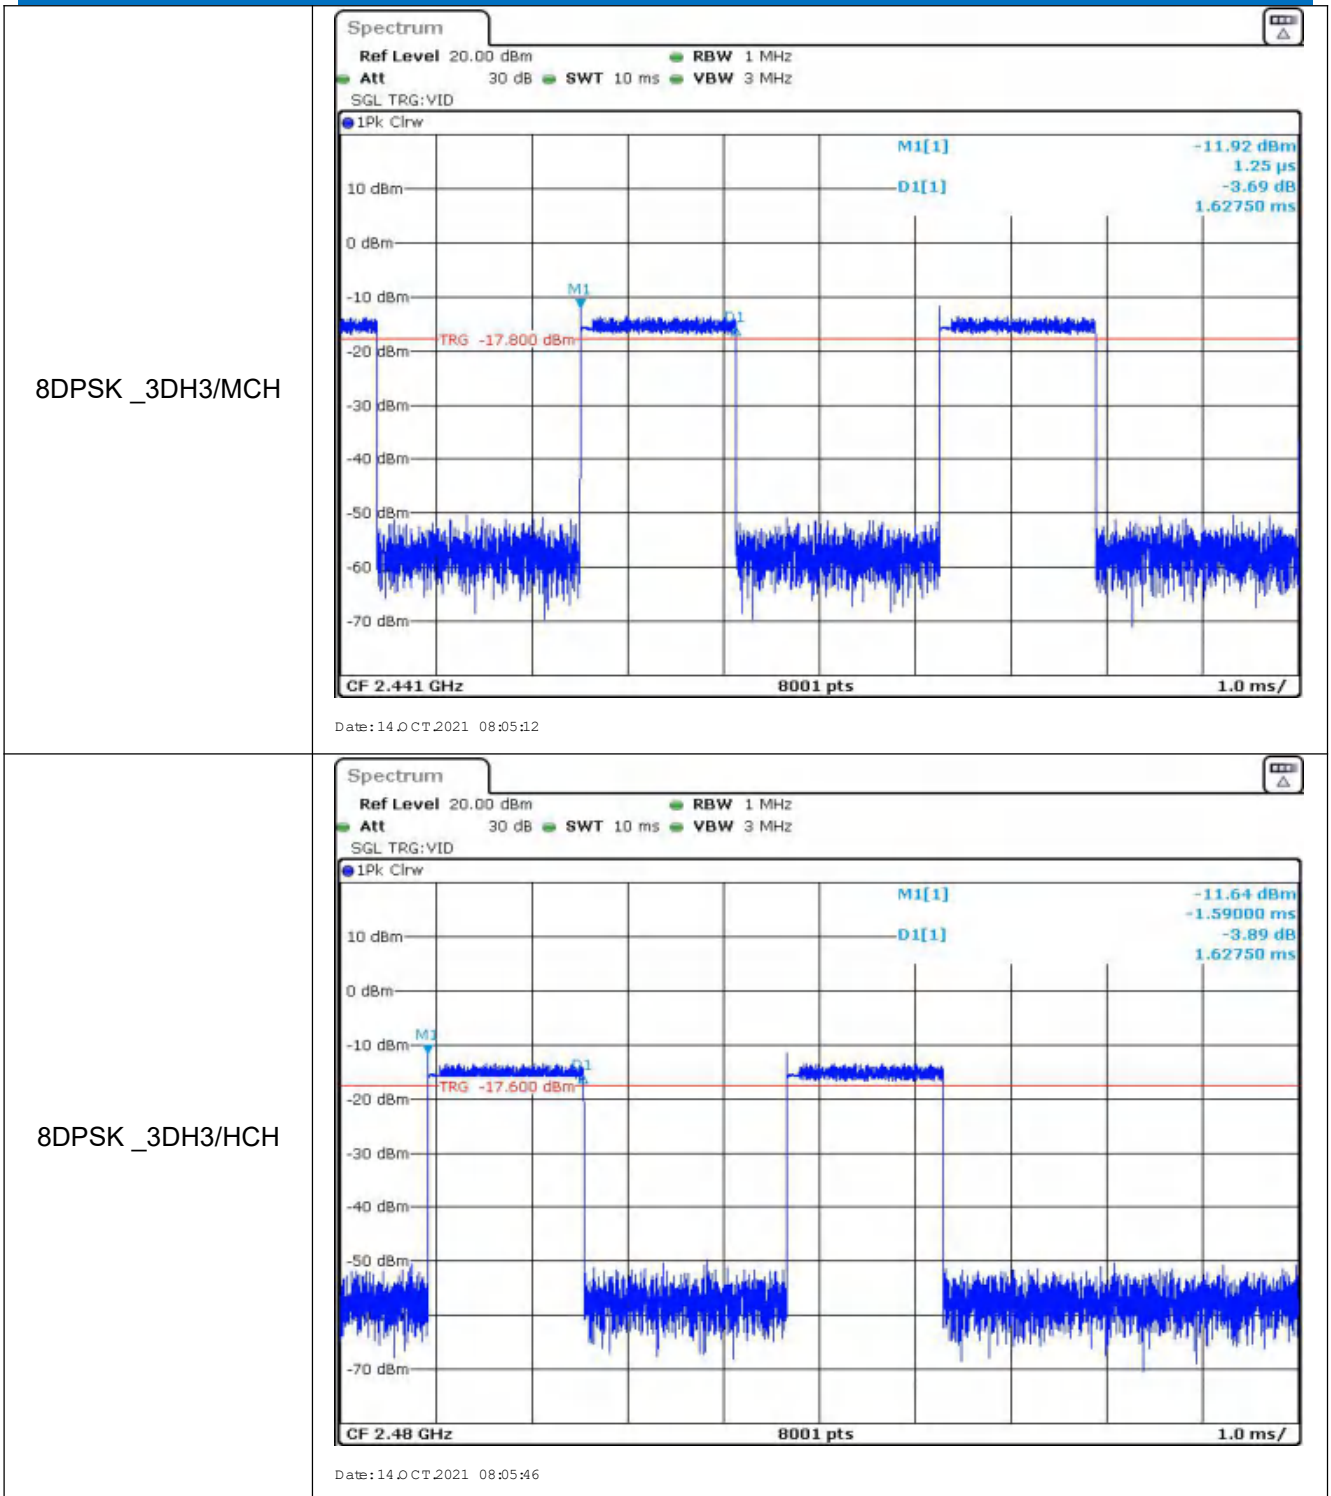 8DPSK _3DH3/MCH
Spectrum
Ref Level 20.00 dBm RBW 1 MHz
Att 30 dB SWT 10 ms VBW 3 MHz
SGL TRG:VID
1Pk Clrw
M1[1] -11.92 dBm
1.25 µs
10 dBm D1[1] -3.69 dB
1.62750 ms
0 dBm
M1
-10 dBm
D1
TRG -17.800 dBm
-20 dBm
-30 dBm
-40 dBm
-50 dBm
-60
-70 dBm
CF 2.441 GHz 8001 pts 1.0 ms/
Date: 14.OCT.2021 08:05:12
8DPSK _3DH3/HCH
Spectrum
Ref Level 20.00 dBm RBW 1 MHz
Att 30 dB SWT 10 ms VBW 3 MHz
SGL TRG:VID
1Pk Clrw
M1[1] -11.64 dBm
-1.59000 ms
10 dBm D1[1] -3.89 dB
1.62750 ms
0 dBm
M1
-10 dBm
D1
TRG -17.600 dBm
-20 dBm
-30 dBm
-40 dBm
-50 dBm
-70 dBm
CF 2.48 GHz 8001 pts 1.0 ms/
Date: 14.OCT.2021 08:05:46